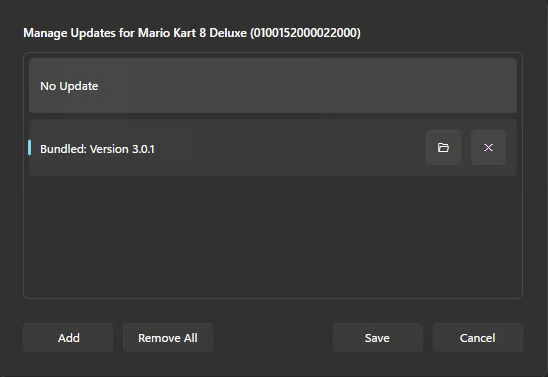 Manage Updates for Mario Kart 8 Deluxe (0100152000022000)
No Update
Bundled: Version 3.0.1
Add
Remove All
Save
Cancel